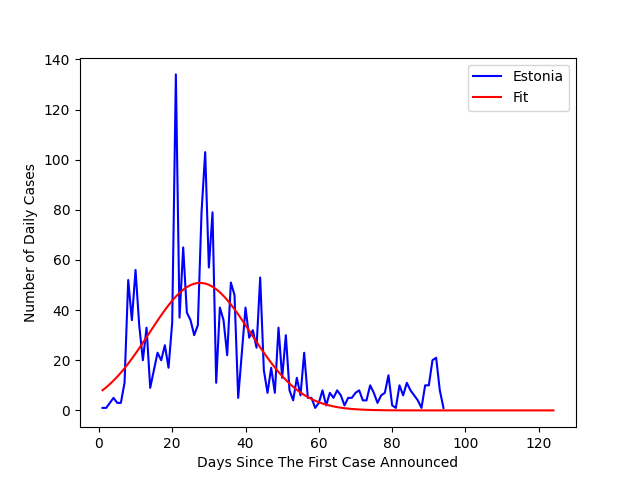 140
120
100
80
60
40
20
0
Number of Daily Cases
Estonia
Fit
0 20 40 60 80 100 120
Days Since The First Case Announced